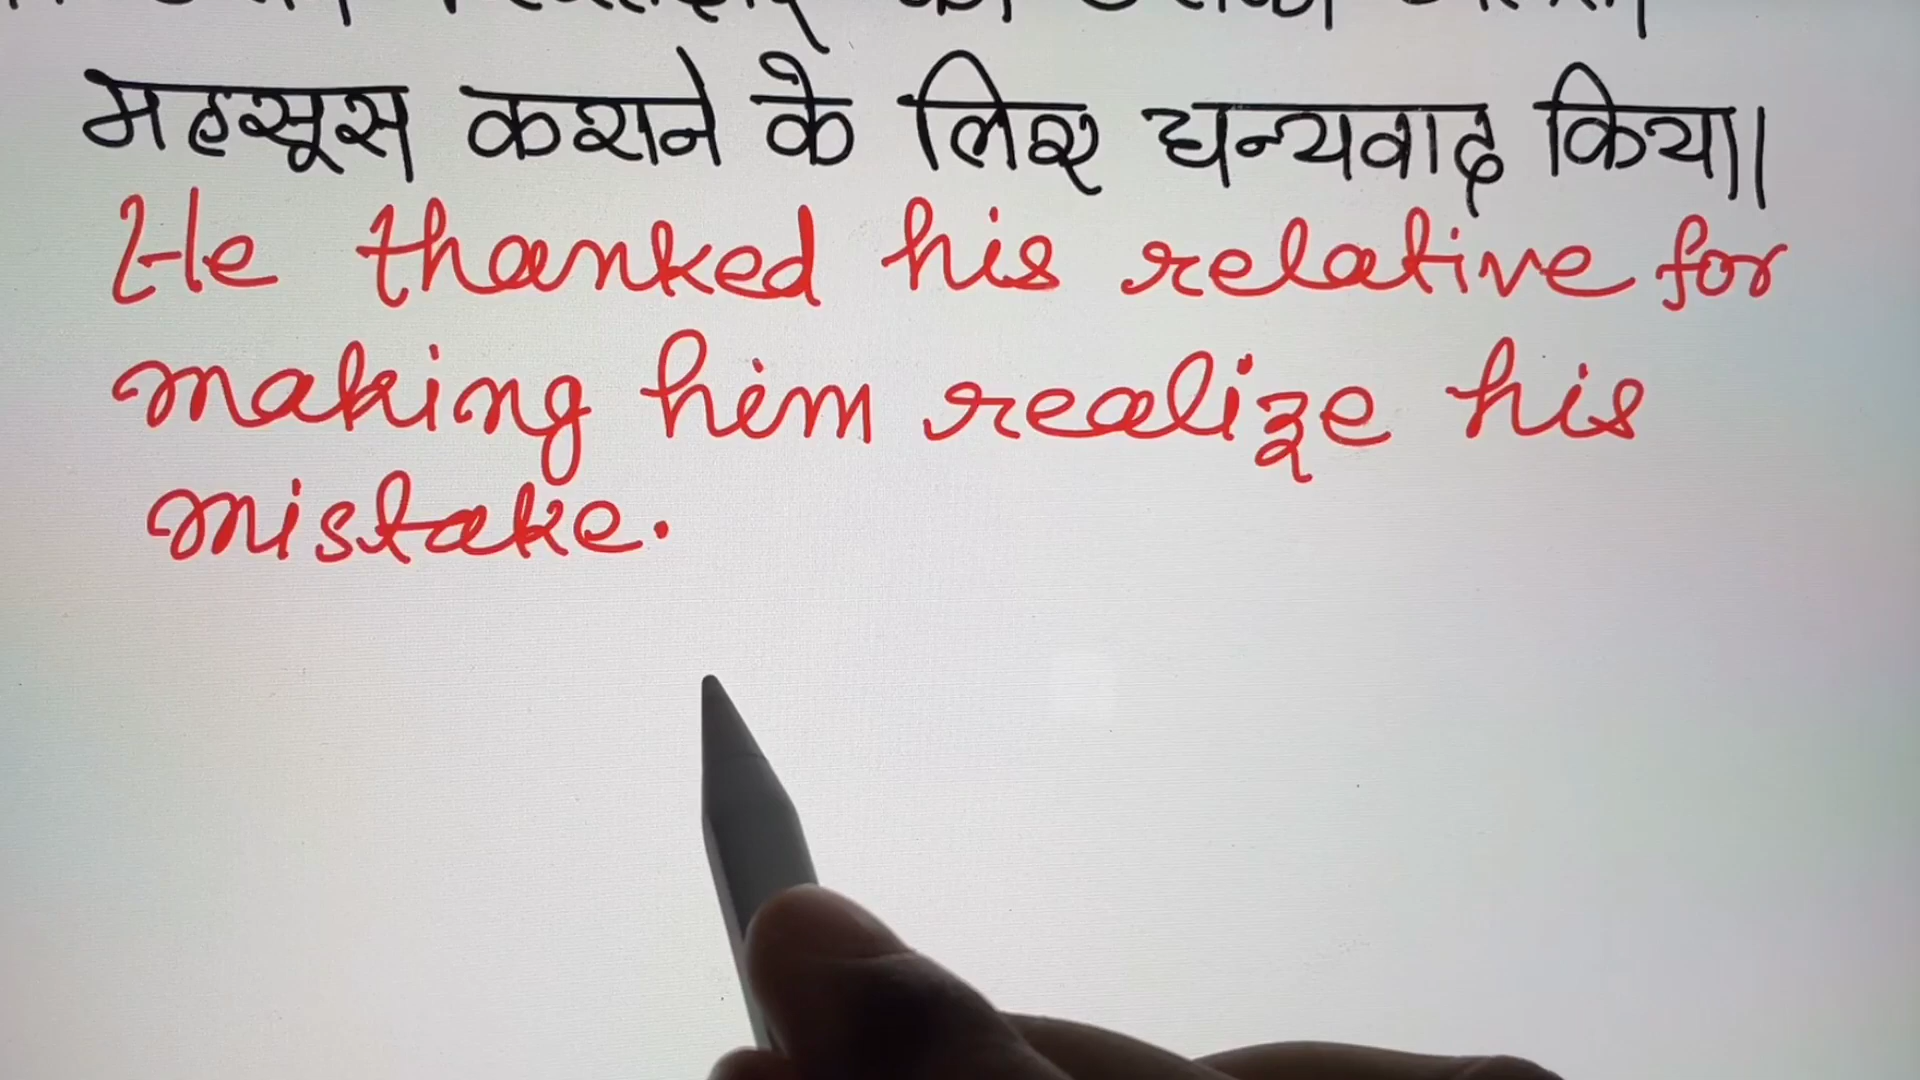 महसूस कराने के लिए धन्यवाद किया।
He thanked his relative for
making him realize his
mistake.